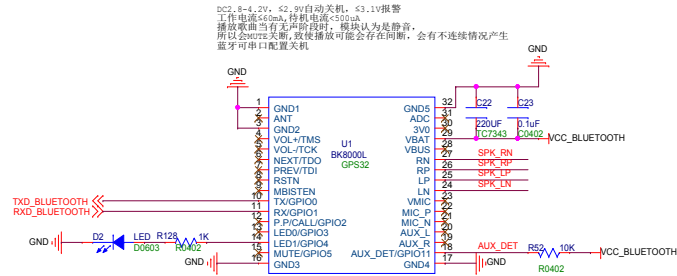 DC2.8-4.2V, ≤2.9V自动关机, ≤3.1V报警
工作电流≤60mA,待机电流<500uA
播放歌曲当有无声阶段时，模块认为是静音，
所以会MUTE关断,致使播放可能会存在间断，会有不连续情况产生
蓝牙可串口配置关机
GND
GND
1 GND1
2 ANT
3 GND2
4 VOL+/TMS
5 VOL-/TCK
6 NEXT/TDO
7 PREV/TDI
8 RSTN
9 MBISTEN
10 TX/GPIO0
11 RX/GPIO1
12 P.P/CALL/GPIO2
13 LED0/GPIO3
14 LED1/GPIO4
15 MUTE/GPIO5
16 GND3
U1
BK8000L
GPS32
GND5 32
ADC 31
3V0 30
VBAT 29
VBUS 28
RN 27 SPK_RN
RP 26 SPK_RP
LP 25 SPK_LP
LN 24 SPK_LN
VMIC 23
MIC_P 22
MIC_N 21
AUX_L 20
AUX_R 19
AUX_DET/GPIO11 18 AUX_DET
GND4 17 GND
C22
220UF
TC7343
C23
0.1uF
C0402
VCC_BLUETOOTH
TXD_BLUETOOTH
RXD_BLUETOOTH
GND D2 LED R128 1K
D0603 R0402
GND
R52 10K VCC_BLUETOOTH
R0402